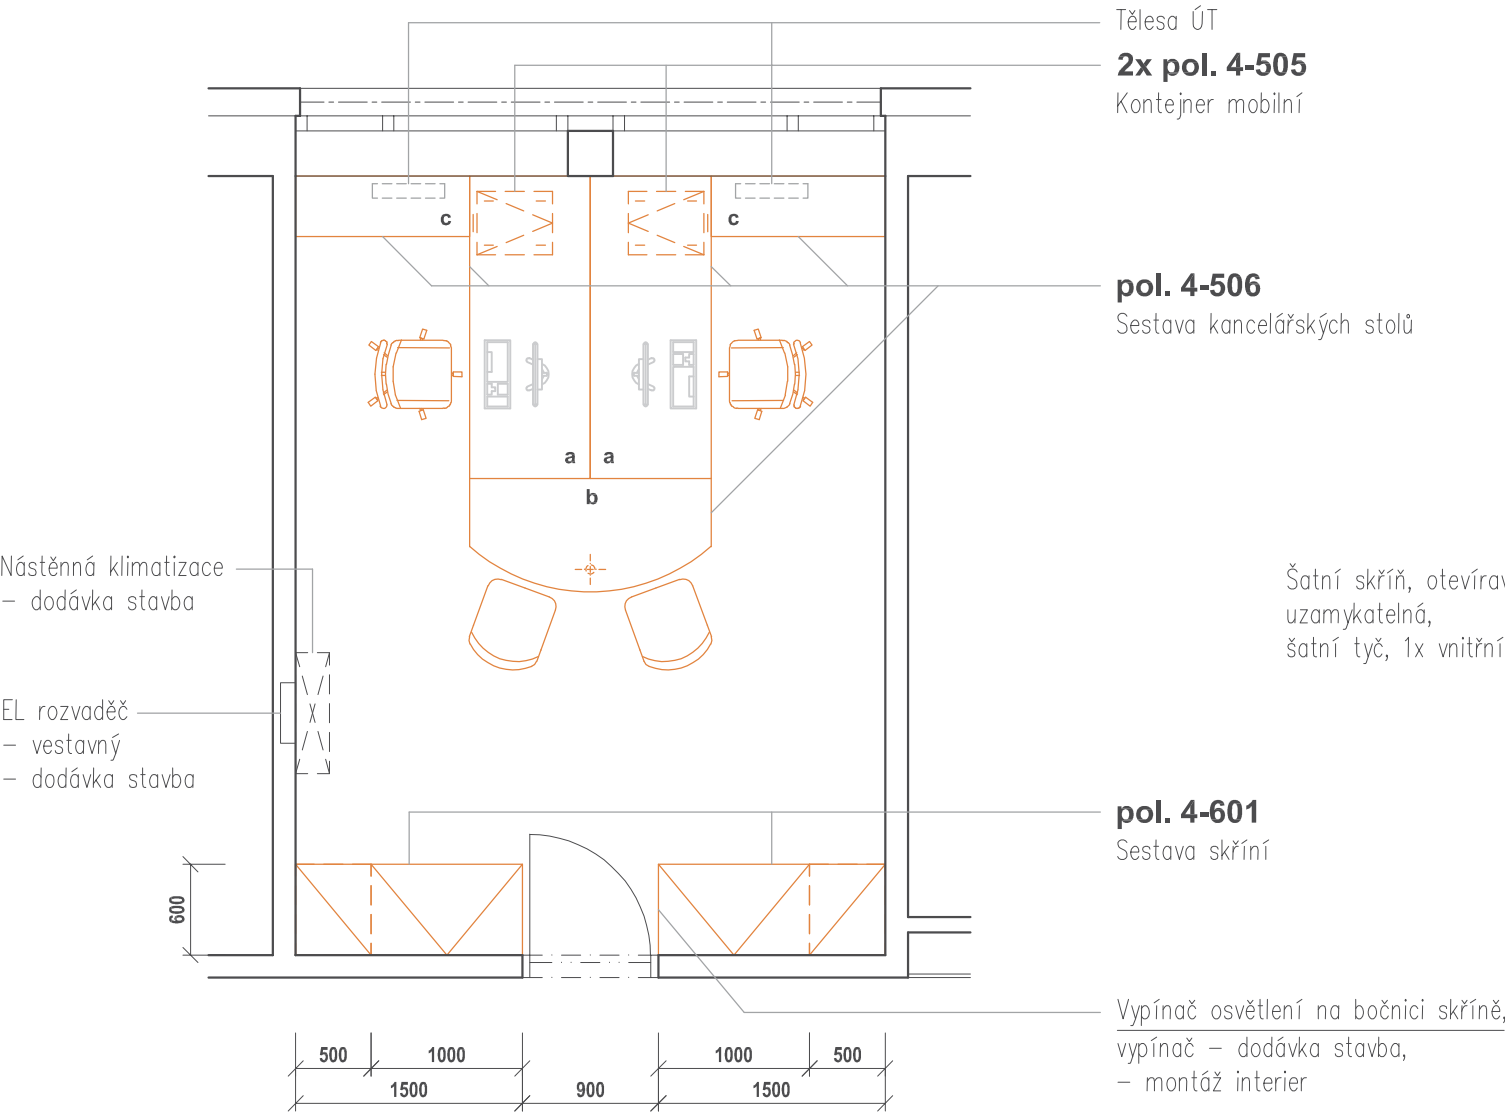 Tělesa ÚT
2x pol. 4-505
Kontejner mobilní
c
c
pol. 4-506
Sestava kancelářských stolů
a
a
b
Nástěnná klimatizace
– dodávka stavba
Šatní skříň, otevírav
uzamykatelná,
šatní tyč, 1x vnitřní
EL rozvaděč
– vestavný
– dodávka stavba
pol. 4-601
Sestava skříní
600
Vypínač osvětlení na bočnici skříně,
vypínač – dodávka stavba,
– montáž interier
500
1000
1000
500
1500
900
1500